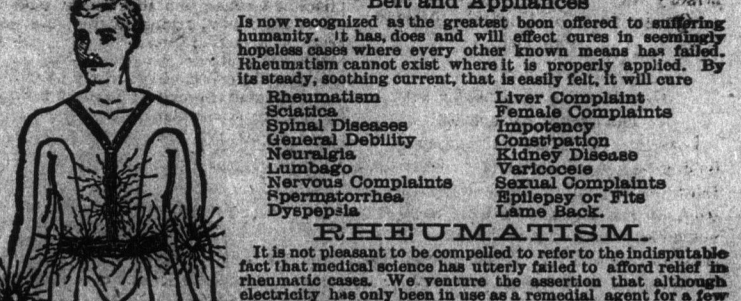 Belt and Appliances
Is now recognized as the greatest boon offered to suffering
humanity. It has, does and will effect cures in seemingly
hopeless cases where every other known means has failed.
Rheumatism cannot exist where it is properly applied. By
its steady, soothing current, that is easily felt, it will cure
Rheumatism
Sciatica
Spinal Diseases
General Debility
Neuralgia
Lumbago
Nervous Complaints
Spermatorrhea
Dyspepsia
Liver Complaint
Female Complaints
Impotency
Constipation
Kidney Disease
Varicocele
Sexual Complaints
Epilepsy or Fits
Lame Back.
RHEUMATISM.
It is not pleasant to be compelled to refer to the indisputable
fact that medical science has utterly failed to afford relief in
rheumatic cases. We venture the assertion that although
electricity has only been in use as a remedial agent for a few